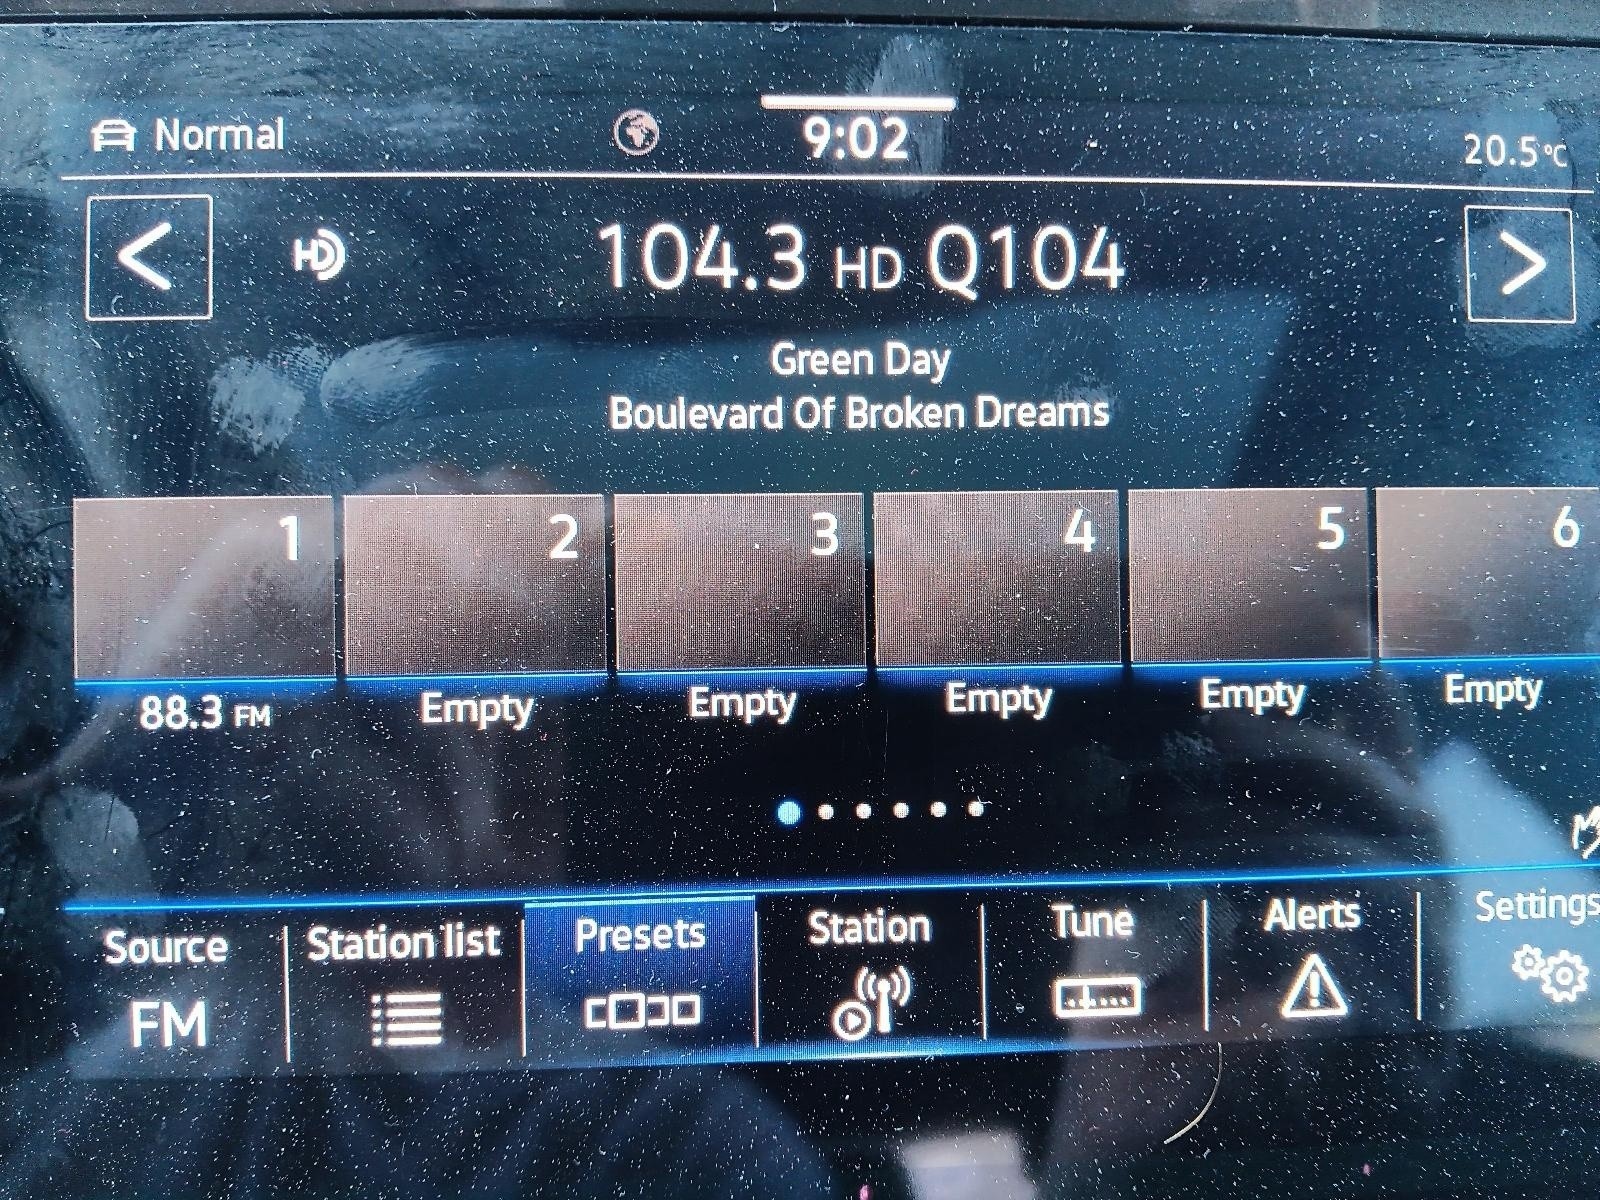 Normal 9:02 20.5°C
< HD 104.3 HD Q104 >
Green Day
Boulevard Of Broken Dreams
1 2 3 4 5 6
88.3 FM Empty Empty Empty Empty Empty
Source Station list Presets Station Tune Alerts Settings
FM